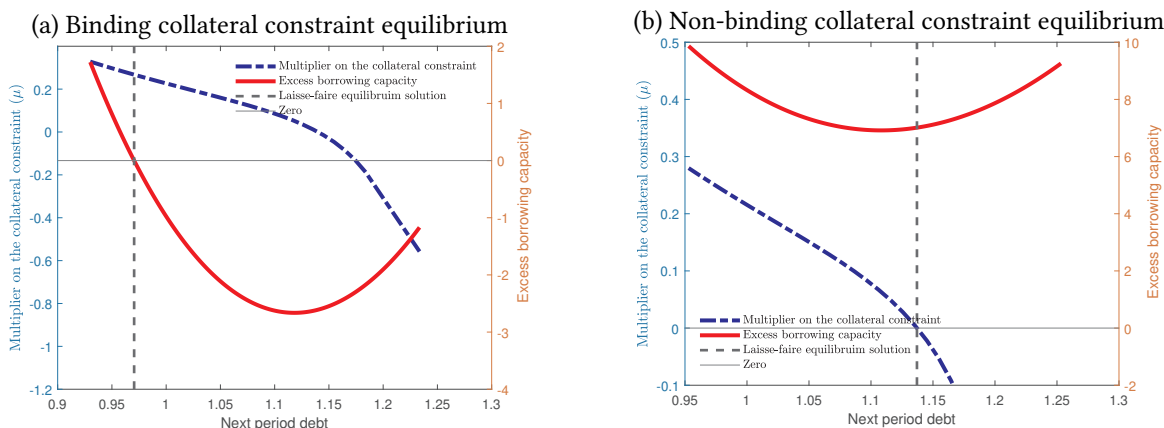 (a) Binding collateral constraint equilibrium
Multiplier on the collateral constraint (μ)
0.2
0
-0.2
-0.4
-0.6
-0.8
-1
-1.2
Multiplier on the collateral constraint
Excess borrowing capacity
Laisse-faire equilibruim solution
Zero
2
1
0
-1
-2
-3
-4
Excess borrowing capacity
0.9 0.95 1 1.05 1.1 1.15 1.2 1.25 1.3
Next period debt
(b) Non-binding collateral constraint equilibrium
Multiplier on the collateral constraint (μ)
0.5
0.4
0.3
0.2
0.1
0
-0.1
Multiplier on the collateral constraint
Excess borrowing capacity
Laisse-faire equilibruim solution
Zero
10
8
6
4
2
0
-2
Excess borrowing capacity
0.95 1 1.05 1.1 1.15 1.2 1.25 1.3
Next period debt